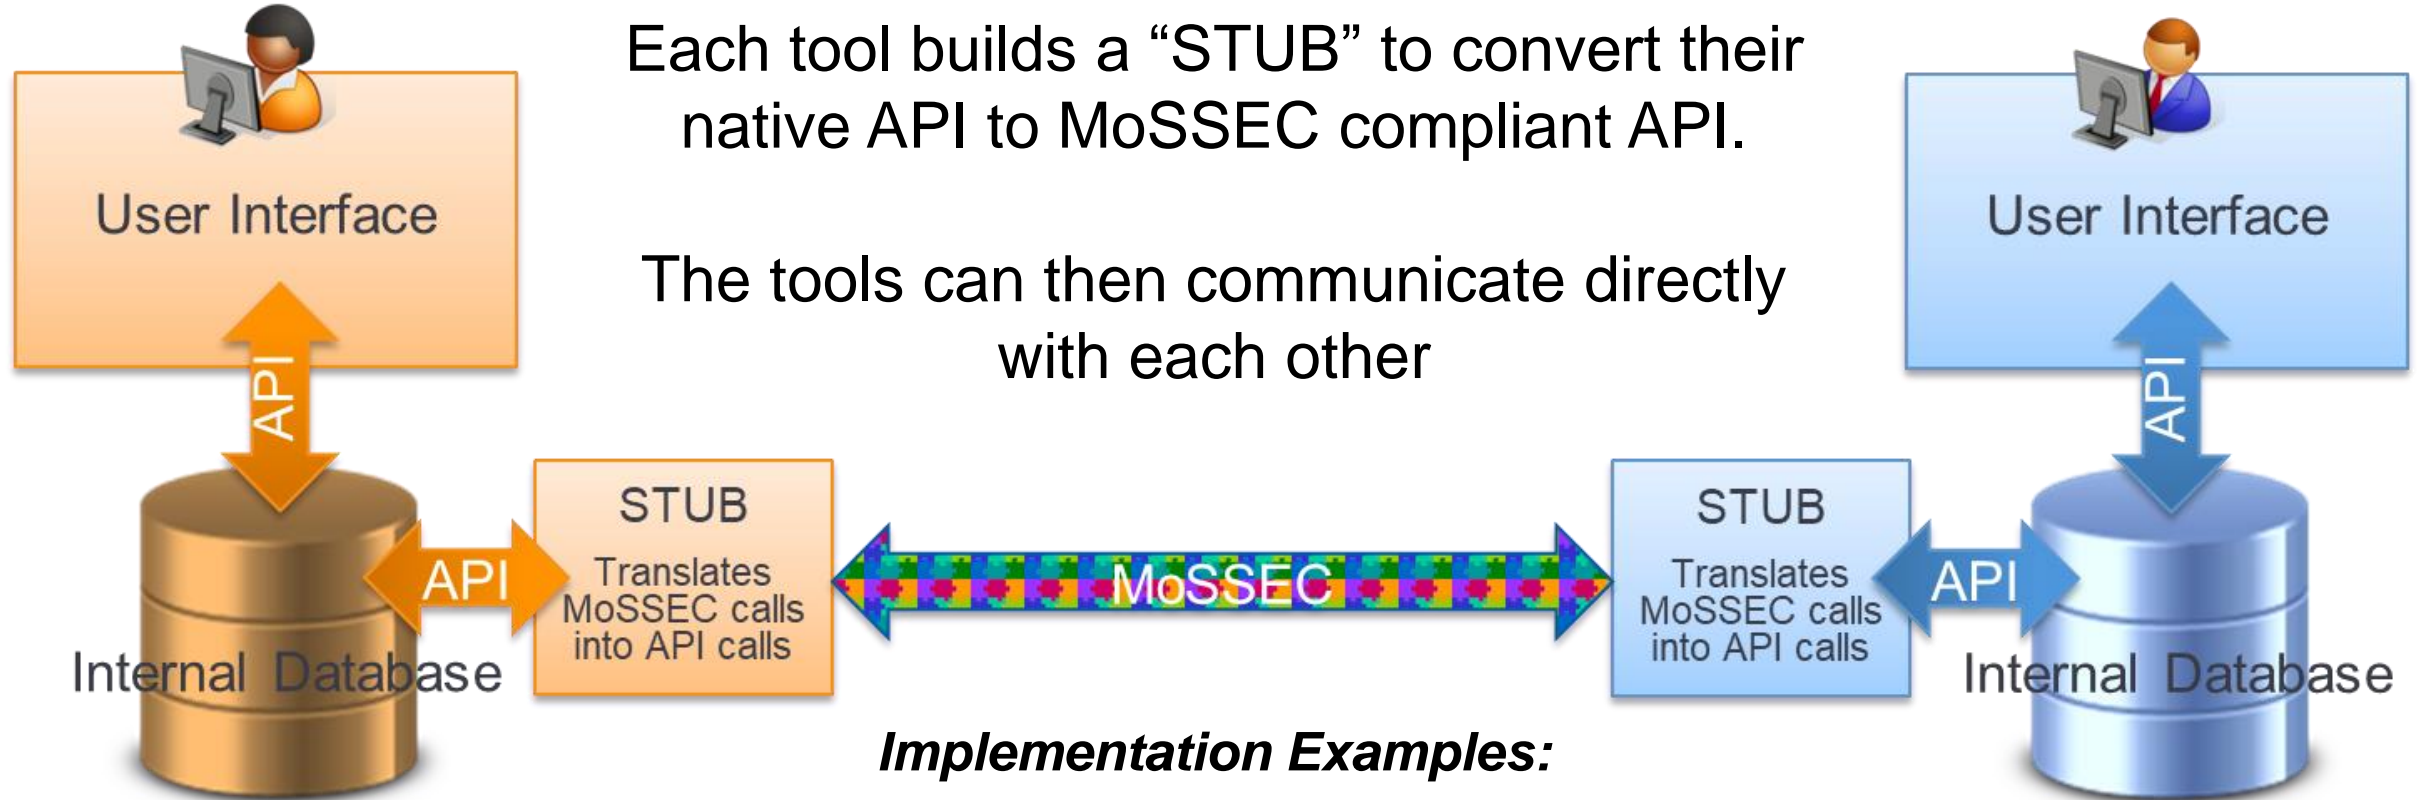 Each tool builds a “STUB” to convert their
native API to MoSSEC compliant API.
The tools can then communicate directly
with each other
User Interface
API
Internal Database
API
STUB
Translates
MoSSEC calls
into API calls
MoSSEC
STUB
Translates
MoSSEC calls
into API calls
API
User Interface
API
Internal Database
Implementation Examples: